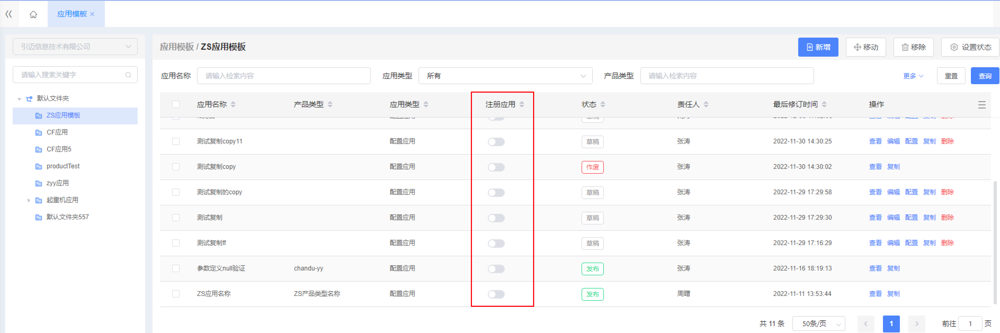 应用模板
引迈信息技术有限公司
请输入搜索关键字
默认文件夹
ZS应用模板
CF应用
CF应用5
productTest
zyy应用
起重机应用
默认文件夹557
应用模板 / ZS应用模板
新增 移动 移除 设置状态
应用名称 请输入检索内容 应用类型 所有 产品类型 请输入检索内容 更多 重置 查询
应用名称 产品类型 应用类型 注册应用 状态 责任人 最后修订时间 操作
测试复制copy11 配置应用 草稿 张涛 2022-11-30 14:30:25 查看 编辑 配置 复制 删除
测试复制copy 配置应用 作废 张涛 2022-11-30 14:30:02 查看 复制
测试复制的copy 配置应用 草稿 张涛 2022-11-29 17:29:58 查看 编辑 配置 复制 删除
测试复制 配置应用 草稿 张涛 2022-11-29 17:29:30 查看 编辑 配置 复制 删除
测试复制ff 配置应用 草稿 张涛 2022-11-29 17:16:29 查看 编辑 配置 复制 删除
参数定义null验证 chandu-yy 配置应用 发布 张涛 2022-11-16 18:19:13 查看 复制
ZS应用名称 ZS产品类型名称 配置应用 发布 周曙 2022-11-11 13:53:44 查看 复制
共 11 条 50条/页 1 前往 1 页